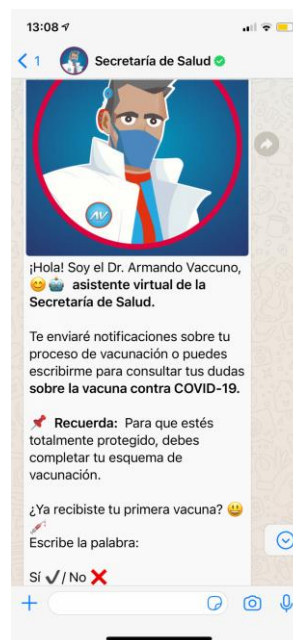 13:08
1 Secretaría de Salud
AV
¡Hola! Soy el Dr. Armando Vaccuno,
😊🤖 asistente virtual de la
Secretaría de Salud.
Te enviaré notificaciones sobre tu
proceso de vacunación o puedes
escribirme para consultar tus dudas
sobre la vacuna contra COVID-19.
📌 Recuerda: Para que estés
totalmente protegido, debes
completar tu esquema de
vacunación.
¿Ya recibiste tu primera vacuna? 😃
💉
Escribe la palabra:
Sí ✔️/ No ❌